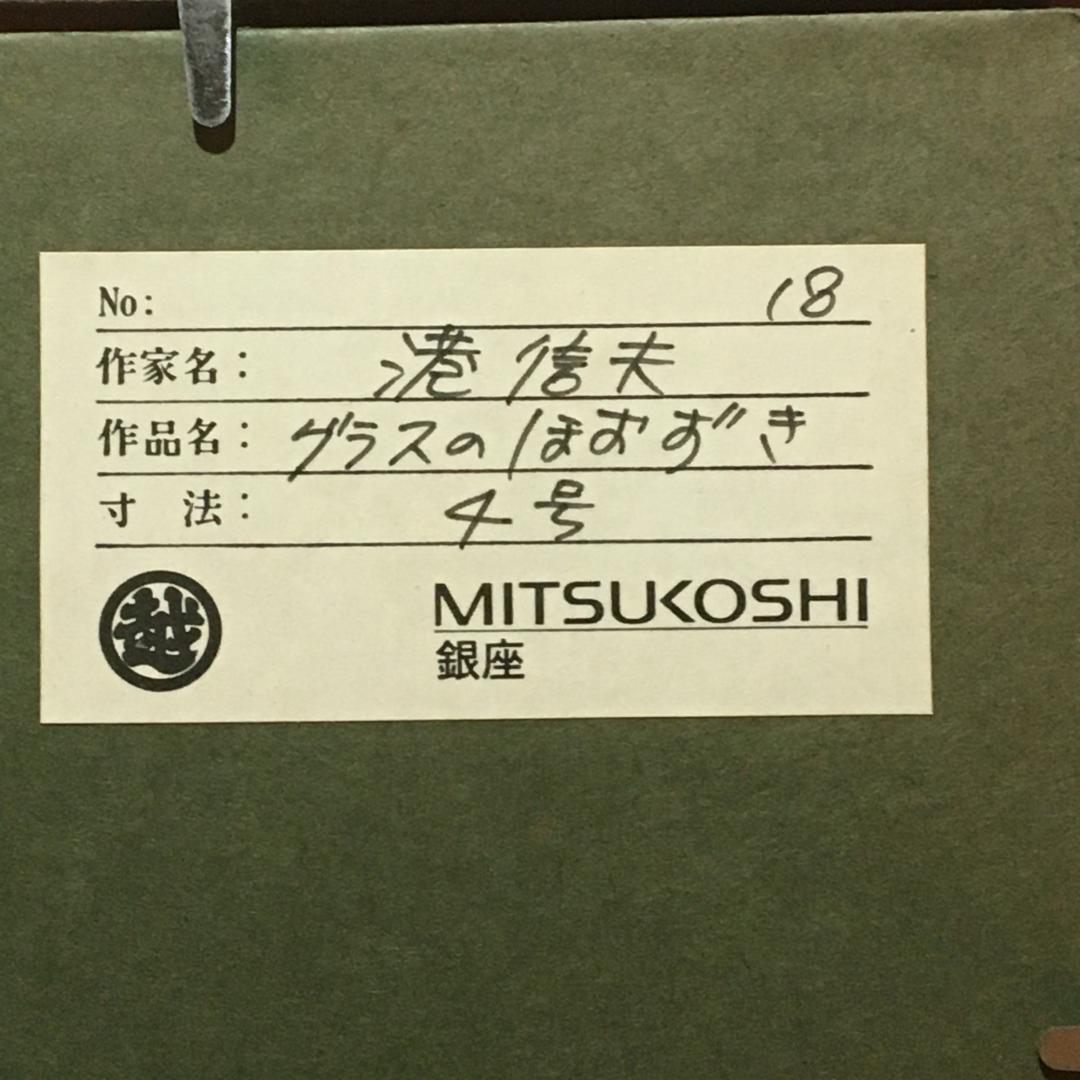 No: 18
作家名: 港 信夫
作品名: グラスのほおずき
寸 法: 4号
越
MITSUKOSHI
銀座